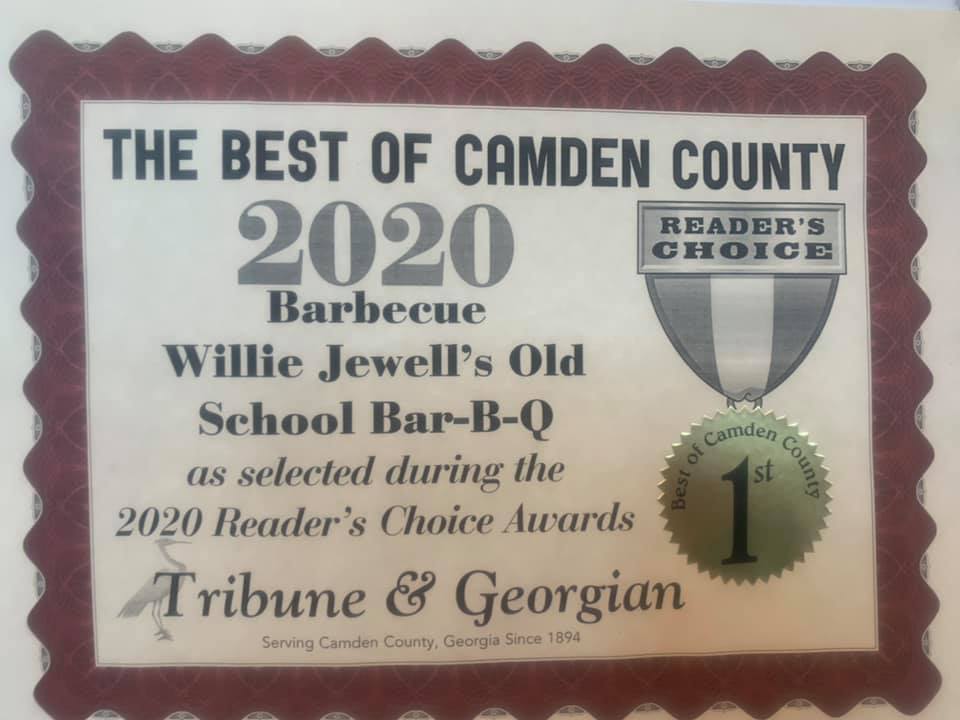 THE BEST OF CAMDEN COUNTY
2020
Barbecue
Willie Jewell's Old
School Bar-B-Q
as selected during the
2020 Reader's Choice Awards
Tribune & Georgian
Serving Camden County, Georgia Since 1894
READER'S
CHOICE
Best of Camden County
1st